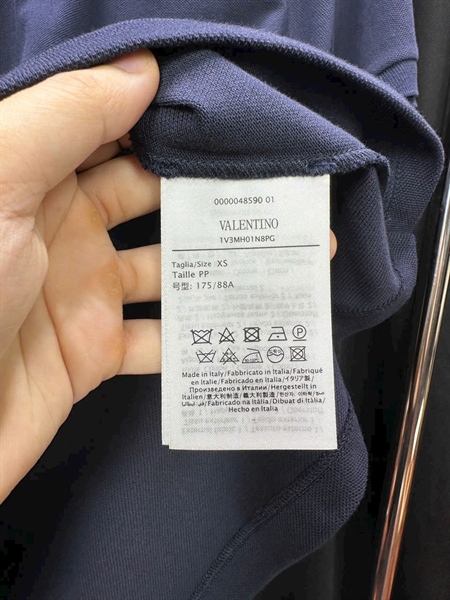 0000048590 01
VALENTINO
1V3MH01N8PG
Taglia/Size XS
Taille PP
号型: 175/88A
Made in Italy/Fabbricato in Italia/Fabriqué
en Italie/Fabricado en Italia/イタリア製/
Произведено в Италии/Hergestellt in
Italien/意大利制造/義大利製造/
Fabricado na Itália/Dibuat di Italia/
Hecho en Italia